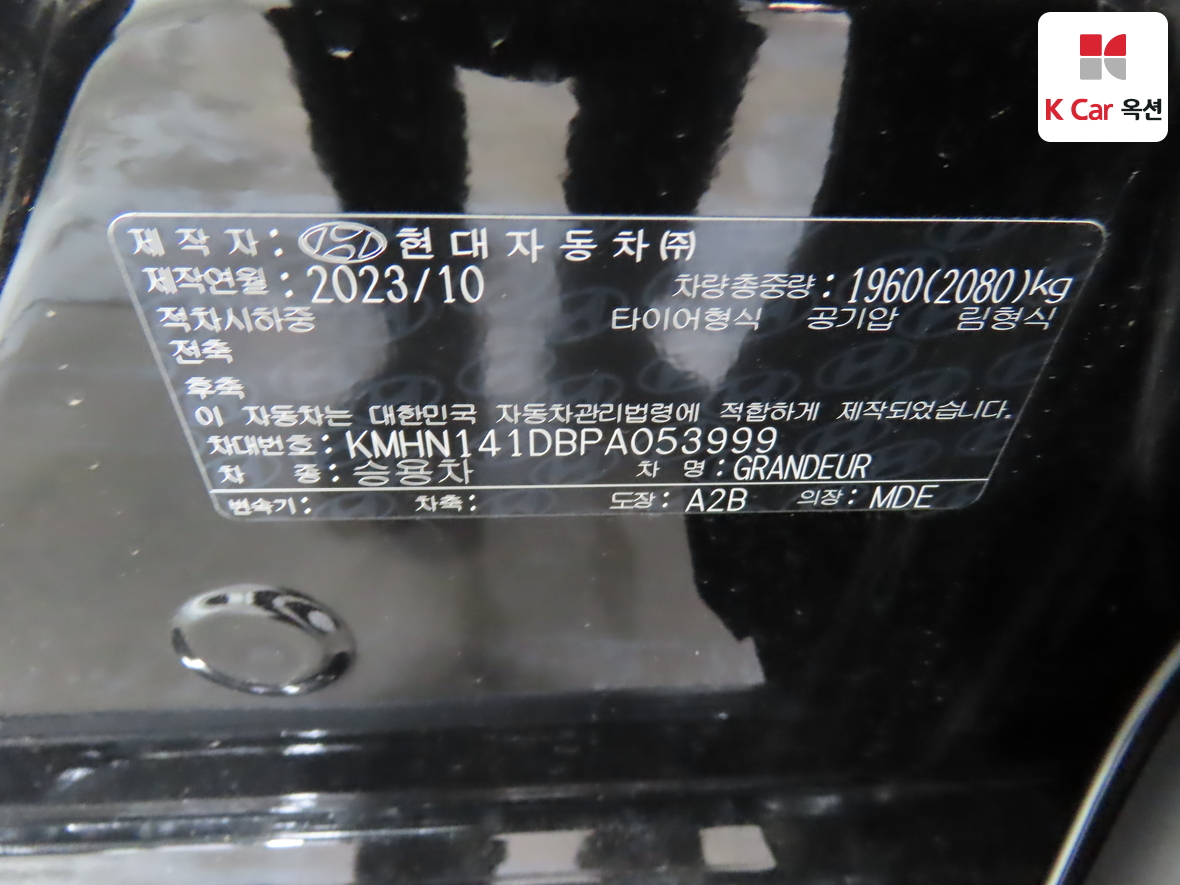 K Car 옥션
제작자: HYUNDAI 현대자동차㈜
제작연월: 2023/10 차량총중량: 1960(2080)kg
적차시하중 타이어형식 공기압 림형식
전축
후축
이 자동차는 대한민국 자동차관리법령에 적합하게 제작되었습니다.
차대번호: KMHN141DBPA053999
차종: 승용차 차명: GRANDEUR
변속기: 차축: 도장: A2B 의장: MDE